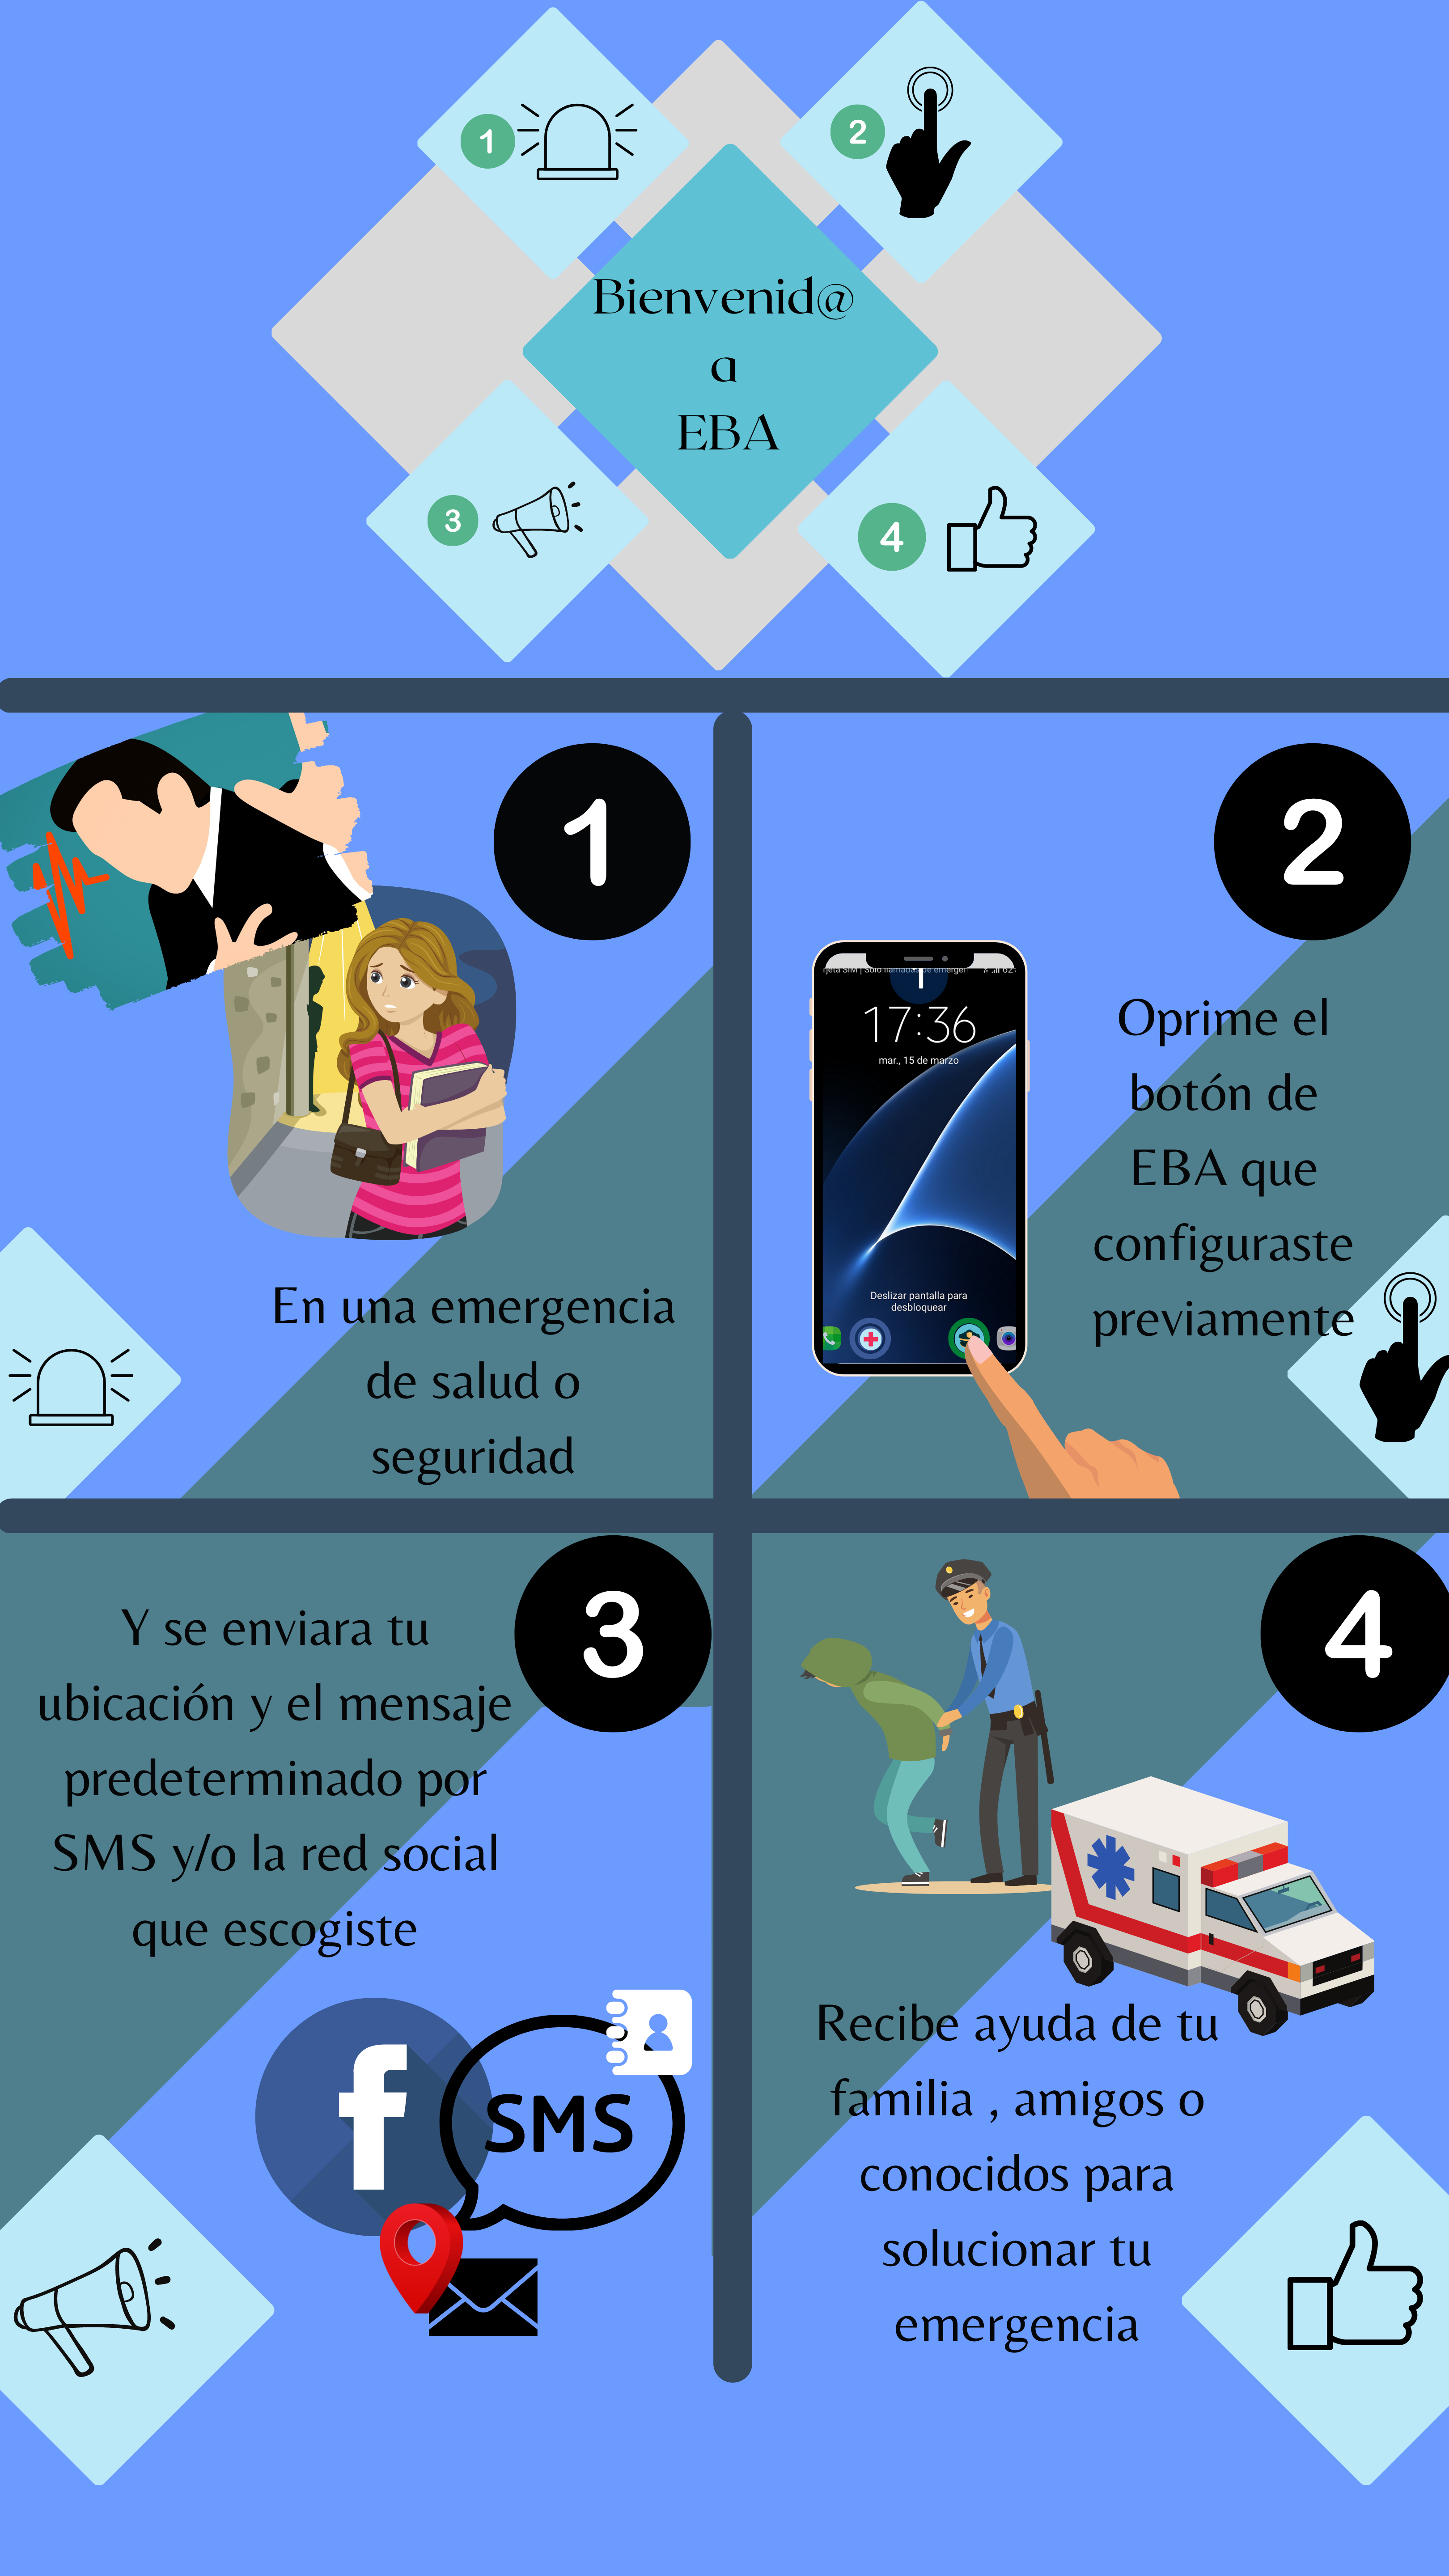 1
2
Bienvenid@
a
EBA
3
4
1
En una emergencia
de salud o
seguridad
2
17:36
mar., 15 de marzo
Deslizar pantalla para
desbloquear
Oprime el
botón de
EBA que
configuraste
previamente
3
Y se enviara tu
ubicación y el mensaje
predeterminado por
SMS y/o la red social
que escogiste
f
SMS
4
Recibe ayuda de tu
familia , amigos o
conocidos para
solucionar tu
emergencia